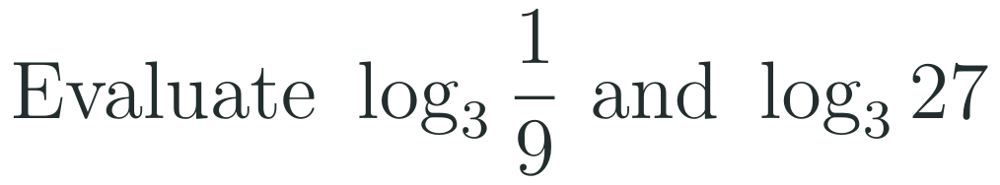 Evaluate log₃ 1/9 and log₃ 27